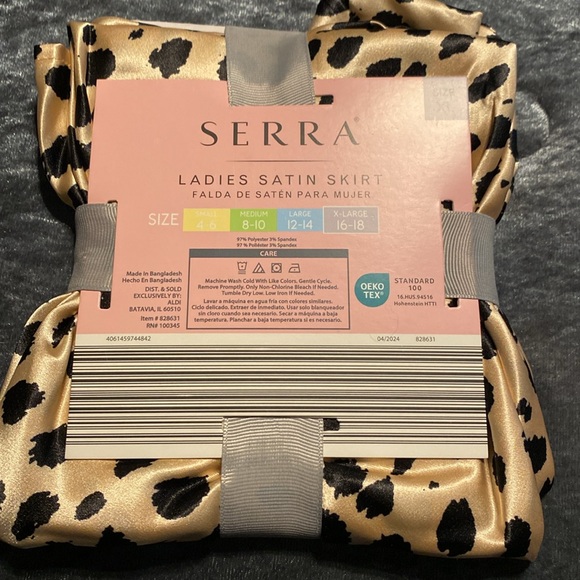 SERRA®
LADIES SATIN SKIRT
FALDA DE SATÉN PARA MUJER
SIZE SMALL 4-6 MEDIUM 8-10 LARGE 12-14 X-LARGE 16-18
97% Polyester 3% Spandex
97 % Poliéster 3% Spandex
CARE
Made In Bangladesh
Hecho En Bangladesh
DIST. & SOLD
EXCLUSIVELY BY:
ALDI
BATAVIA, IL 60510
Item # 828631
RN# 100345
Machine Wash Cold With Like Colors. Gentle Cycle.
Remove Promptly. Only Non-Chlorine Bleach If Needed.
Tumble Dry Low. Low Iron If Needed.
Lavar a máquina en agua fría con colores similares.
Ciclo delicado. Extraer de inmediato. Usar solo blanqueador
sin cloro cuando sea necesario. Secar a máquina a baja
temperatura. Planchar a baja temperatura si es necesario.
OEKO
TEX®
STANDARD
100
16.HUS.94516
Hohenstein HTTI
4061459744842
04/2024 828631